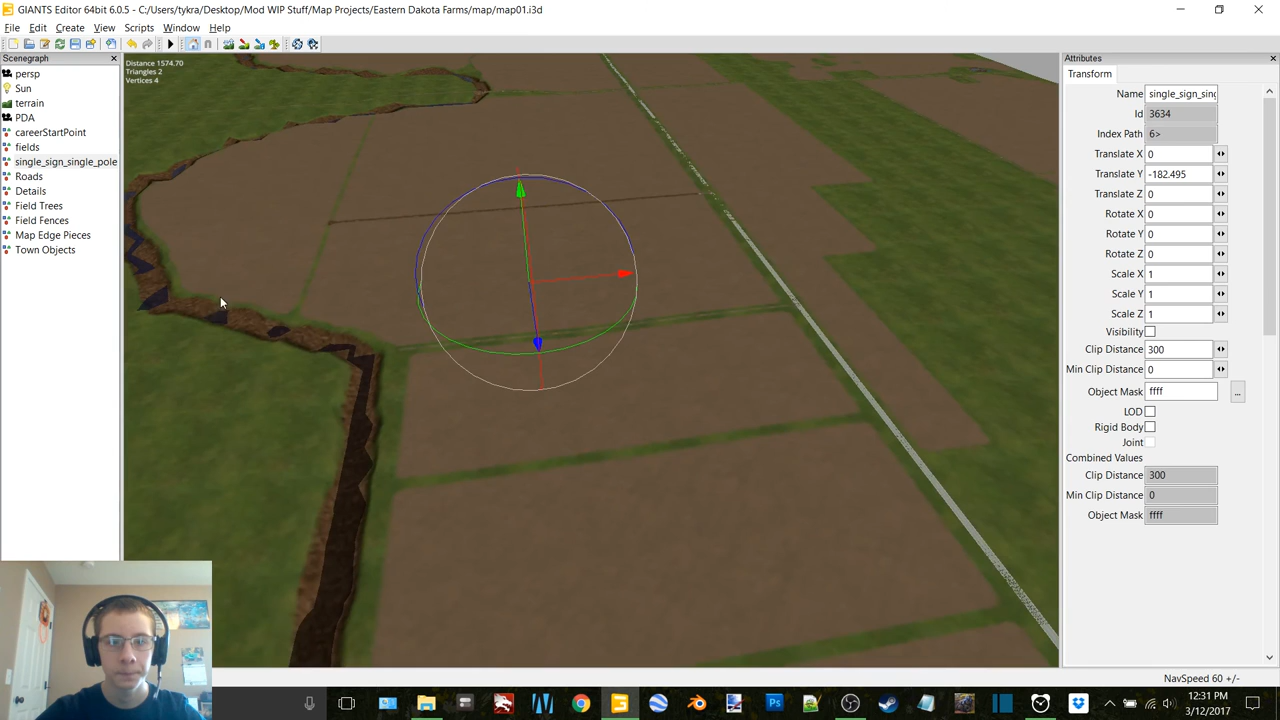 GIANTS Editor 64bit 6.0.5 - C:/Users/tykra/Desktop/Mod WIP Stuff/Map Projects/Eastern Dakota Farms/map/map01.i3d
File Edit Create View Scripts Window Help
Scenegraph
persp
Sun
terrain
PDA
careerStartPoint
fields
single_sign_single_pole
Roads
Details
Field Trees
Field Fences
Map Edge Pieces
Town Objects
Distance 1574.70
Triangles 2
Vertices 4
Attributes
Transform
Name single_sign_sing
Id 3634
Index Path 6>
Translate X 0
Translate Y -182.495
Translate Z 0
Rotate X 0
Rotate Y 0
Rotate Z 0
Scale X 1
Scale Y 1
Scale Z 1
Visibility
Clip Distance 300
Min Clip Distance 0
Object Mask ffff ...
LOD
Rigid Body
Joint
Combined Values
Clip Distance 300
Min Clip Distance 0
Object Mask ffff
NavSpeed 60 +/-
12:31 PM
3/12/2017